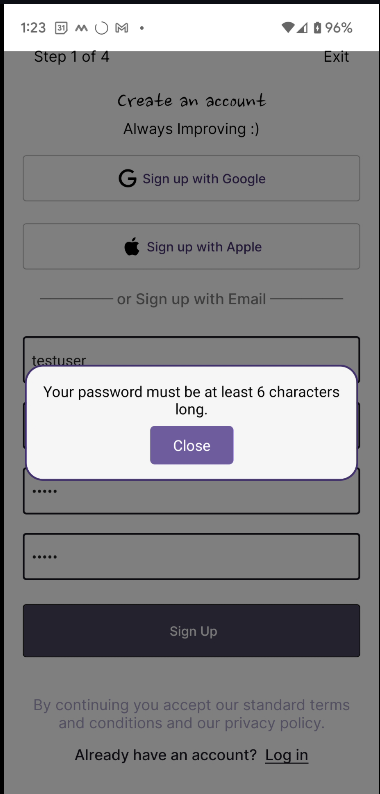 1:23 31 96%
Step 1 of 4 Exit
Create an account
Always Improving :)
Sign up with Google
Sign up with Apple
or Sign up with Email
testuser
Your password must be at least 6 characters
long.
Close
•••••
•••••
Sign Up
By continuing you accept our standard terms
and conditions and our privacy policy.
Already have an account? Log in